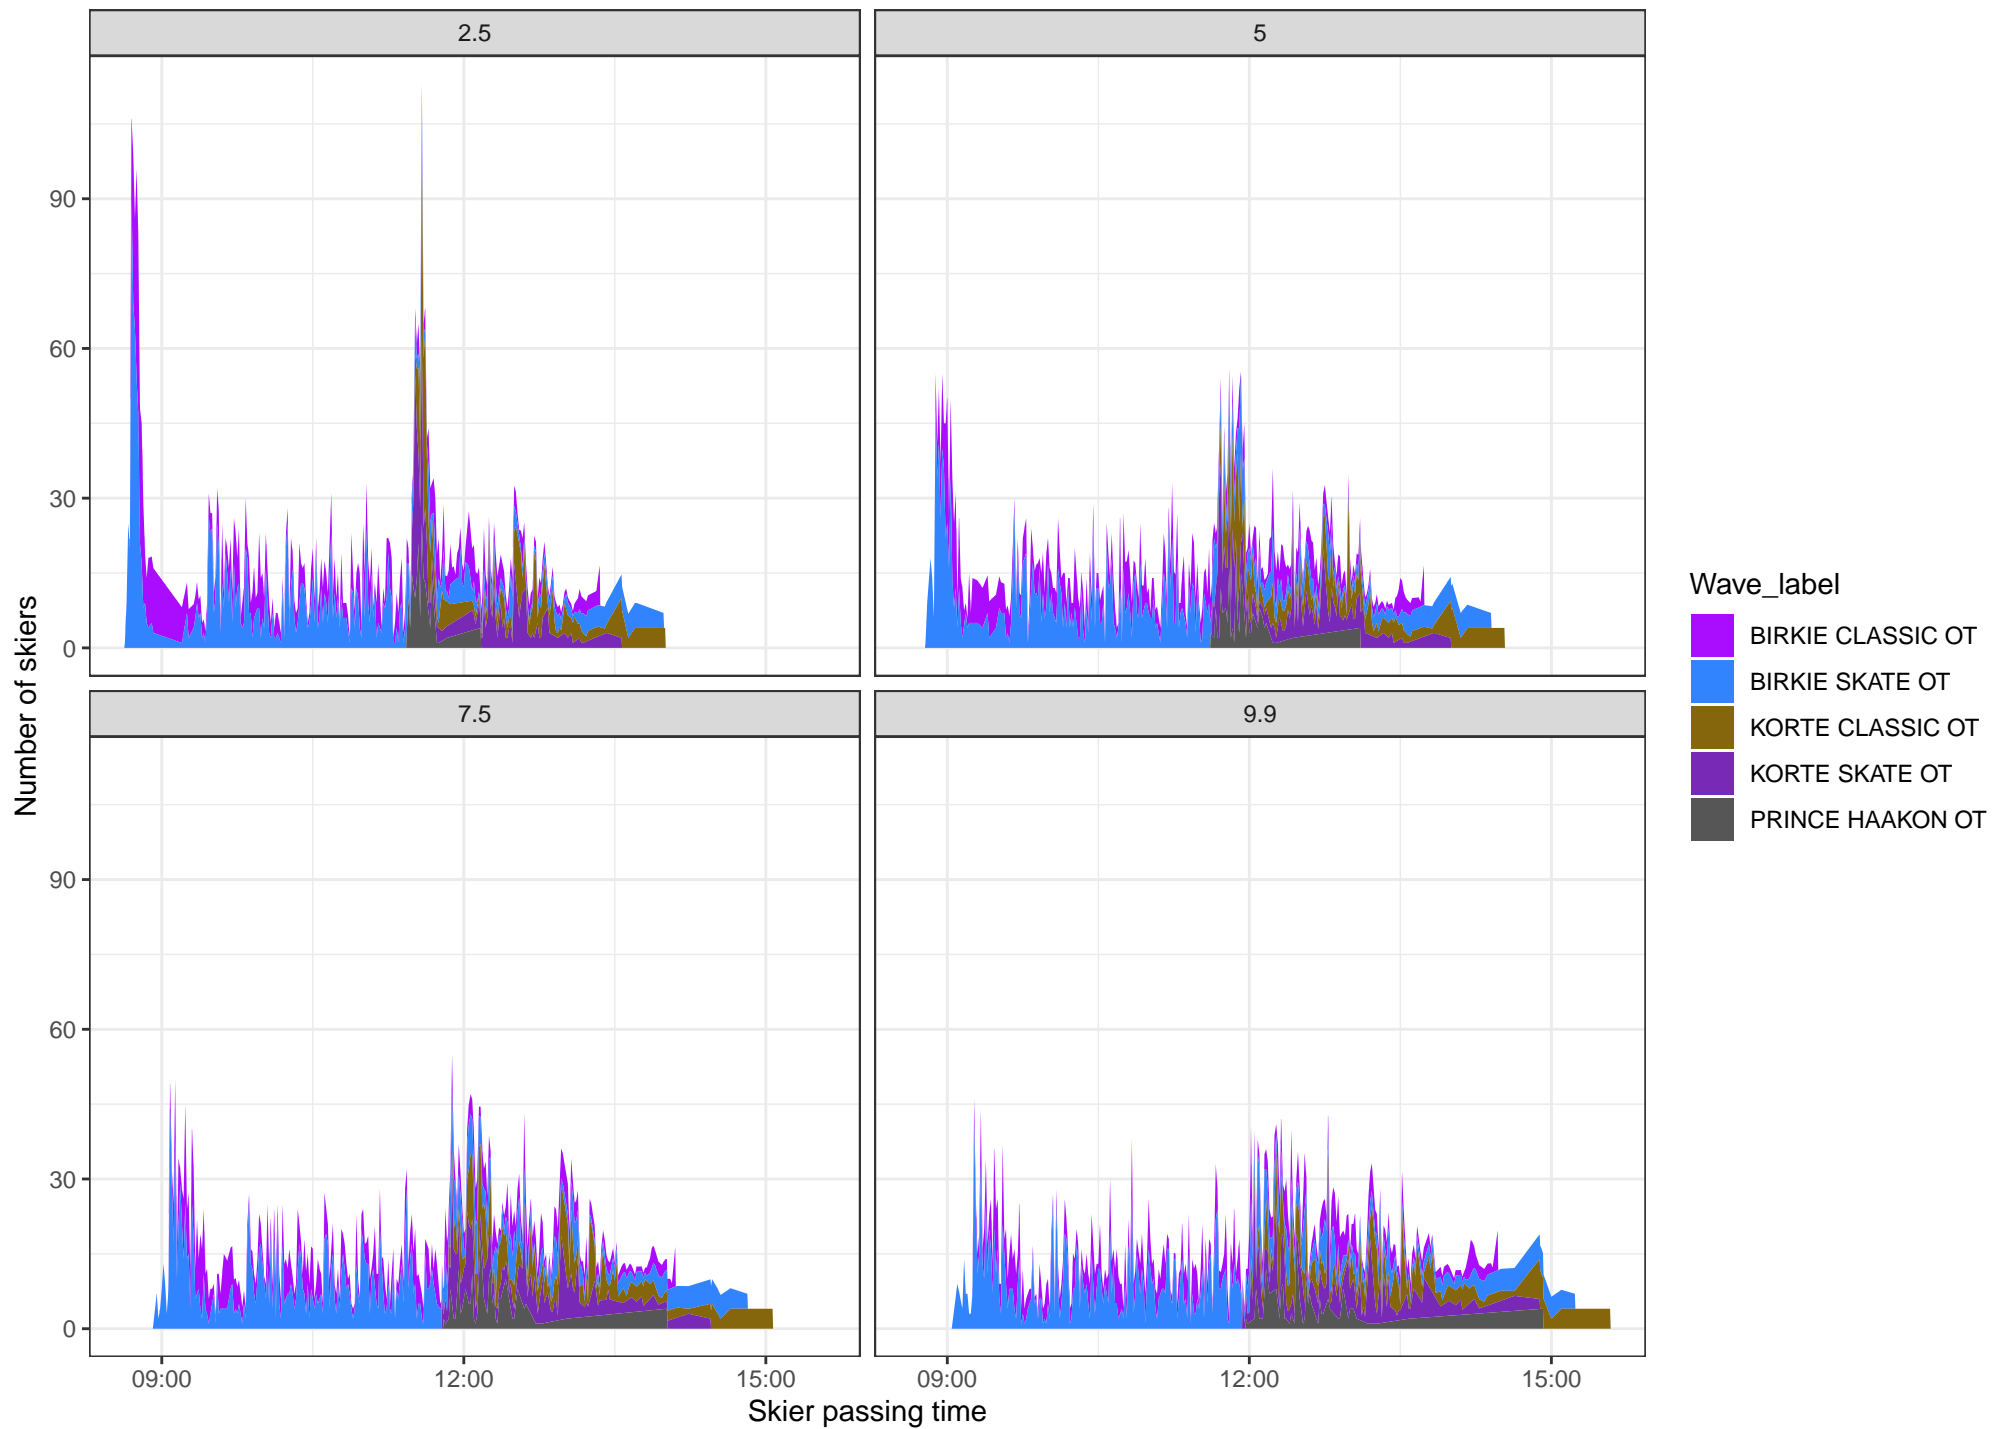 2.5
5
90
60
30
0
7.5
9.9
90
60
30
0
09:00
12:00
15:00
09:00
12:00
15:00
Skier passing time
Number of skiers
Wave_label
BIRKIE CLASSIC OT
BIRKIE SKATE OT
KORTE CLASSIC OT
KORTE SKATE OT
PRINCE HAAKON OT